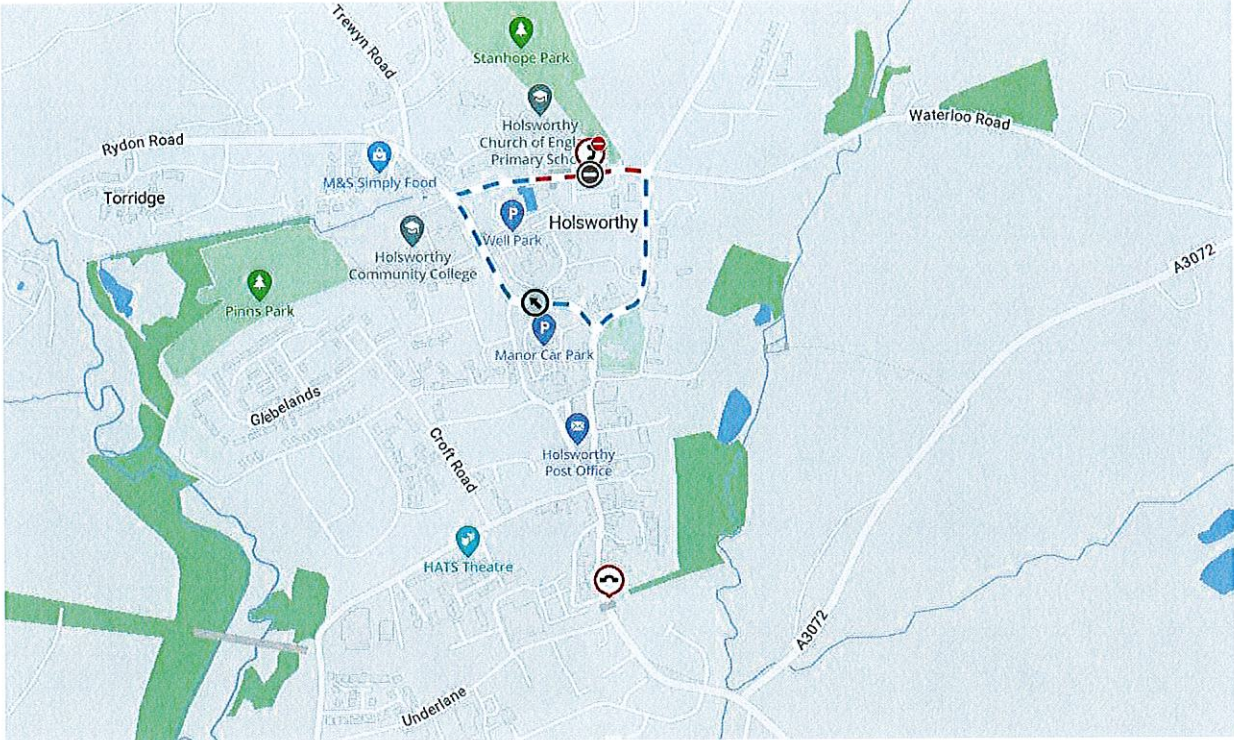 Trewyn Road
Stanhope Park
Holsworthy
Church of Engl
Primary Scho
Waterloo Road
Rydon Road
M&S Simply Food
Torridge
P
Well Park
Holsworthy
Holsworthy
Community College
A3072
Pinns Park
P
Manor Car Park
Glebelands
Croft Road
Holsworthy
Post Office
HATS Theatre
A3072
Underlane